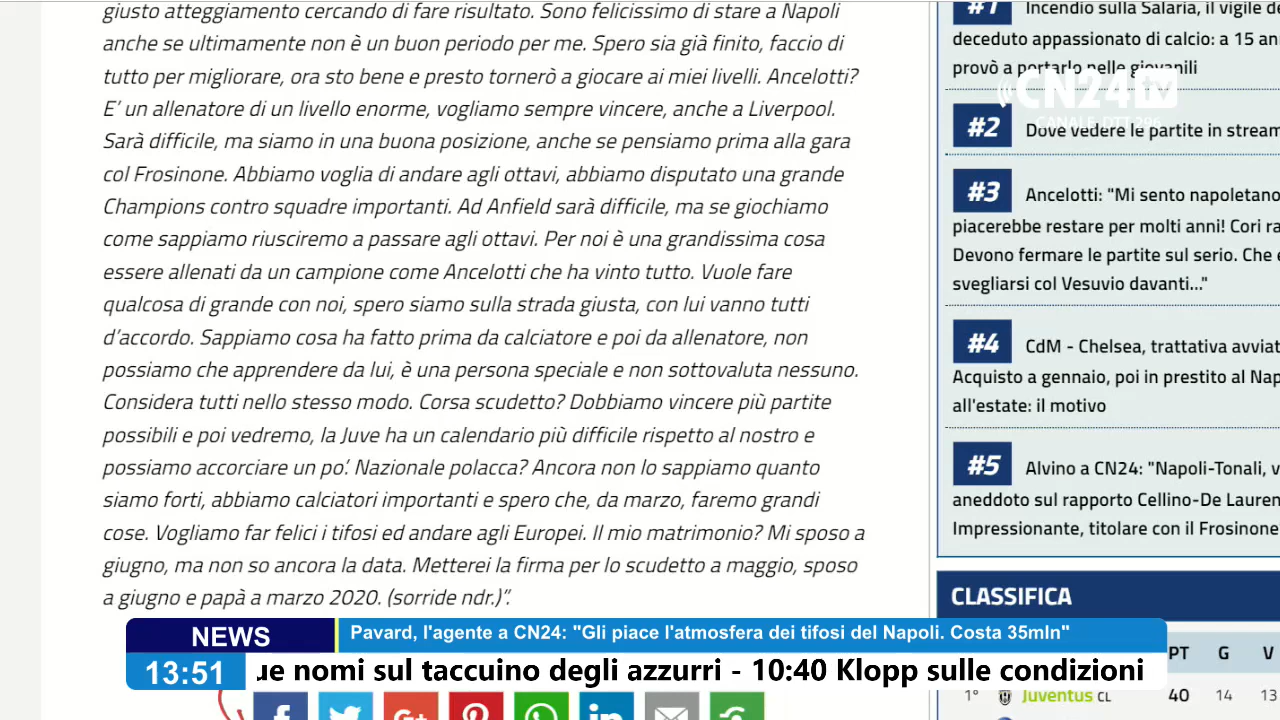 giusto atteggiamento cercando di fare risultato. Sono felicissimo di stare a Napoli
anche se ultimamente non è un buon periodo per me. Spero sia già finito, faccio di
tutto per migliorare, ora sto bene e presto tornerò a giocare ai miei livelli. Ancelotti?
E' un allenatore di un livello enorme, vogliamo sempre vincere, anche a Liverpool.
Sarà difficile, ma siamo in una buona posizione, anche se pensiamo prima alla gara
col Frosinone. Abbiamo voglia di andare agli ottavi, abbiamo disputato una grande
Champions contro squadre importanti. Ad Anfield sarà difficile, ma se giochiamo
come sappiamo riusciremo a passare agli ottavi. Per noi è una grandissima cosa
essere allenati da un campione come Ancelotti che ha vinto tutto. Vuole fare
qualcosa di grande con noi, spero siamo sulla strada giusta, con lui vanno tutti
d'accordo. Sappiamo cosa ha fatto prima da calciatore e poi da allenatore, non
possiamo che apprendere da lui, è una persona speciale e non sottovaluta nessuno.
Considera tutti nello stesso modo. Corsa scudetto? Dobbiamo vincere più partite
possibili e poi vedremo, la Juve ha un calendario più difficile rispetto al nostro e
possiamo accorciare un po'. Nazionale polacca? Ancora non lo sappiamo quanto
siamo forti, abbiamo calciatori importanti e spero che, da marzo, faremo grandi
cose. Vogliamo far felici i tifosi ed andare agli Europei. Il mio matrimonio? Mi sposo a
giugno, ma non so ancora la data. Metterei la firma per lo scudetto a maggio, sposo
a giugno e papà a marzo 2020. (sorride ndr.)”.
#1 Incendio sulla Salaria, il vigile de
deceduto appassionato di calcio: a 15 an
provò a portarlo nelle giovanili
CN24tv
CANALE DTT 296
#2 Dove vedere le partite in stream
#3 Ancelotti: "Mi sento napoletano
piacerebbe restare per molti anni! Cori ra
Devono fermare le partite sul serio. Che e
svegliarsi col Vesuvio davanti..."
#4 CdM - Chelsea, trattativa avviat
Acquisto a gennaio, poi in prestito al Nap
all'estate: il motivo
#5 Alvino a CN24: "Napoli-Tonali, v
aneddoto sul rapporto Cellino-De Lauren
Impressionante, titolare con il Frosinone
CLASSIFICA
PT G V
1° Juventus CL 40 14 13
NEWS Pavard, l'agente a CN24: "Gli piace l'atmosfera dei tifosi del Napoli. Costa 35mln"
13:51 ue nomi sul taccuino degli azzurri - 10:40 Klopp sulle condizioni